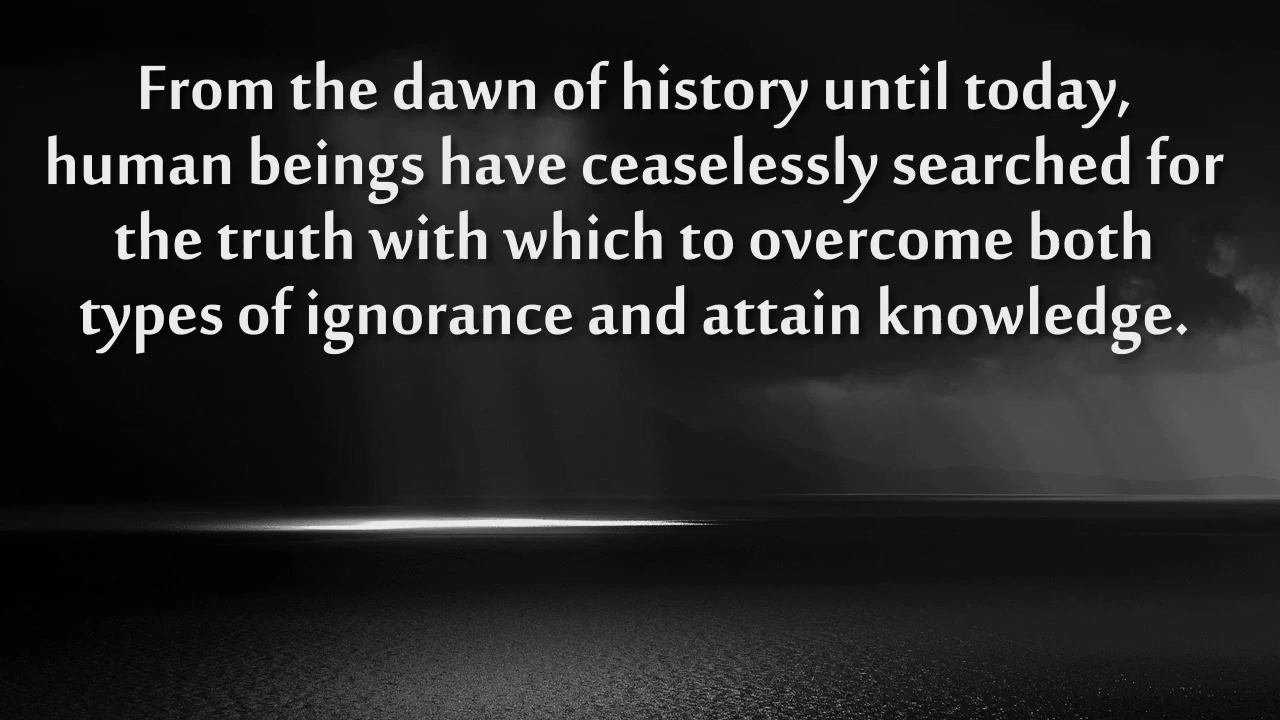 From the dawn of history until today,
human beings have ceaselessly searched for
the truth with which to overcome both
types of ignorance and attain knowledge.